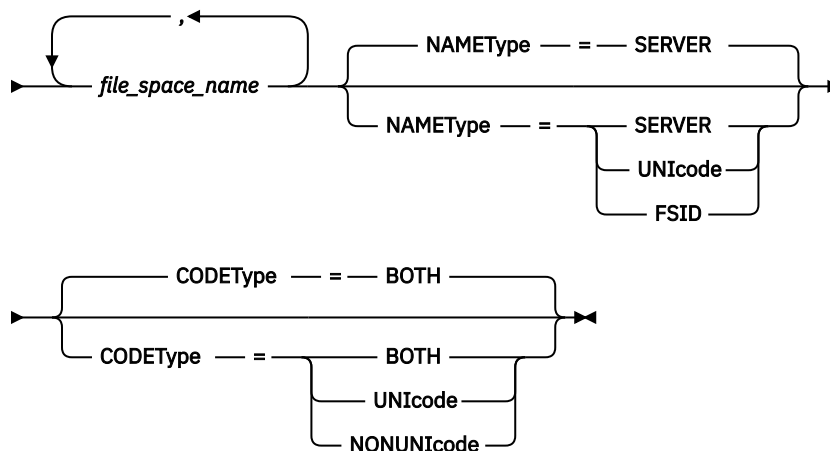 ,
file_space_name
NAMEType = SERVER
NAMEType = SERVER
UNIcode
FSID
CODEType = BOTH
CODEType = BOTH
UNIcode
NONUNIcode